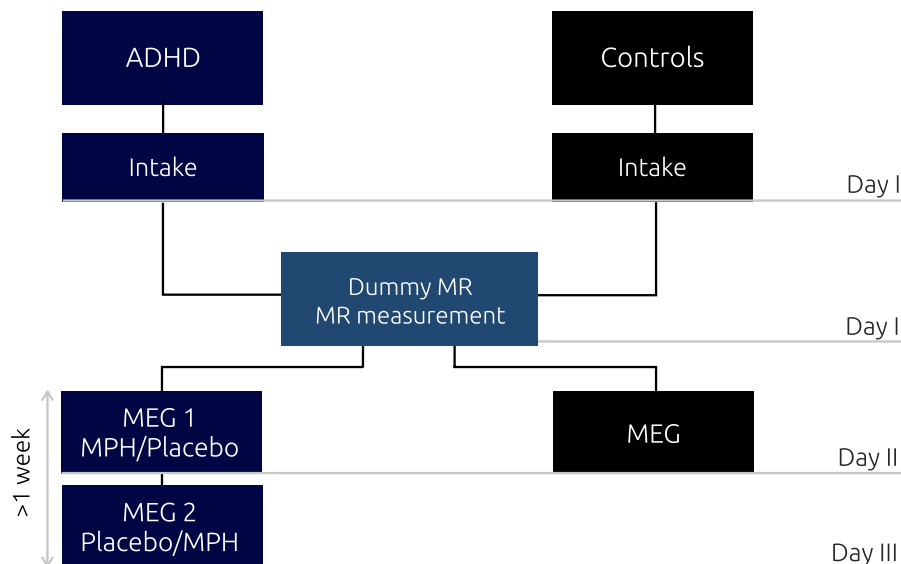 ADHD
Controls
Intake
Intake
Day I
Dummy MR
MR measurement
Day I
MEG 1
MPH/Placebo
MEG
>1 week
Day II
MEG 2
Placebo/MPH
Day III